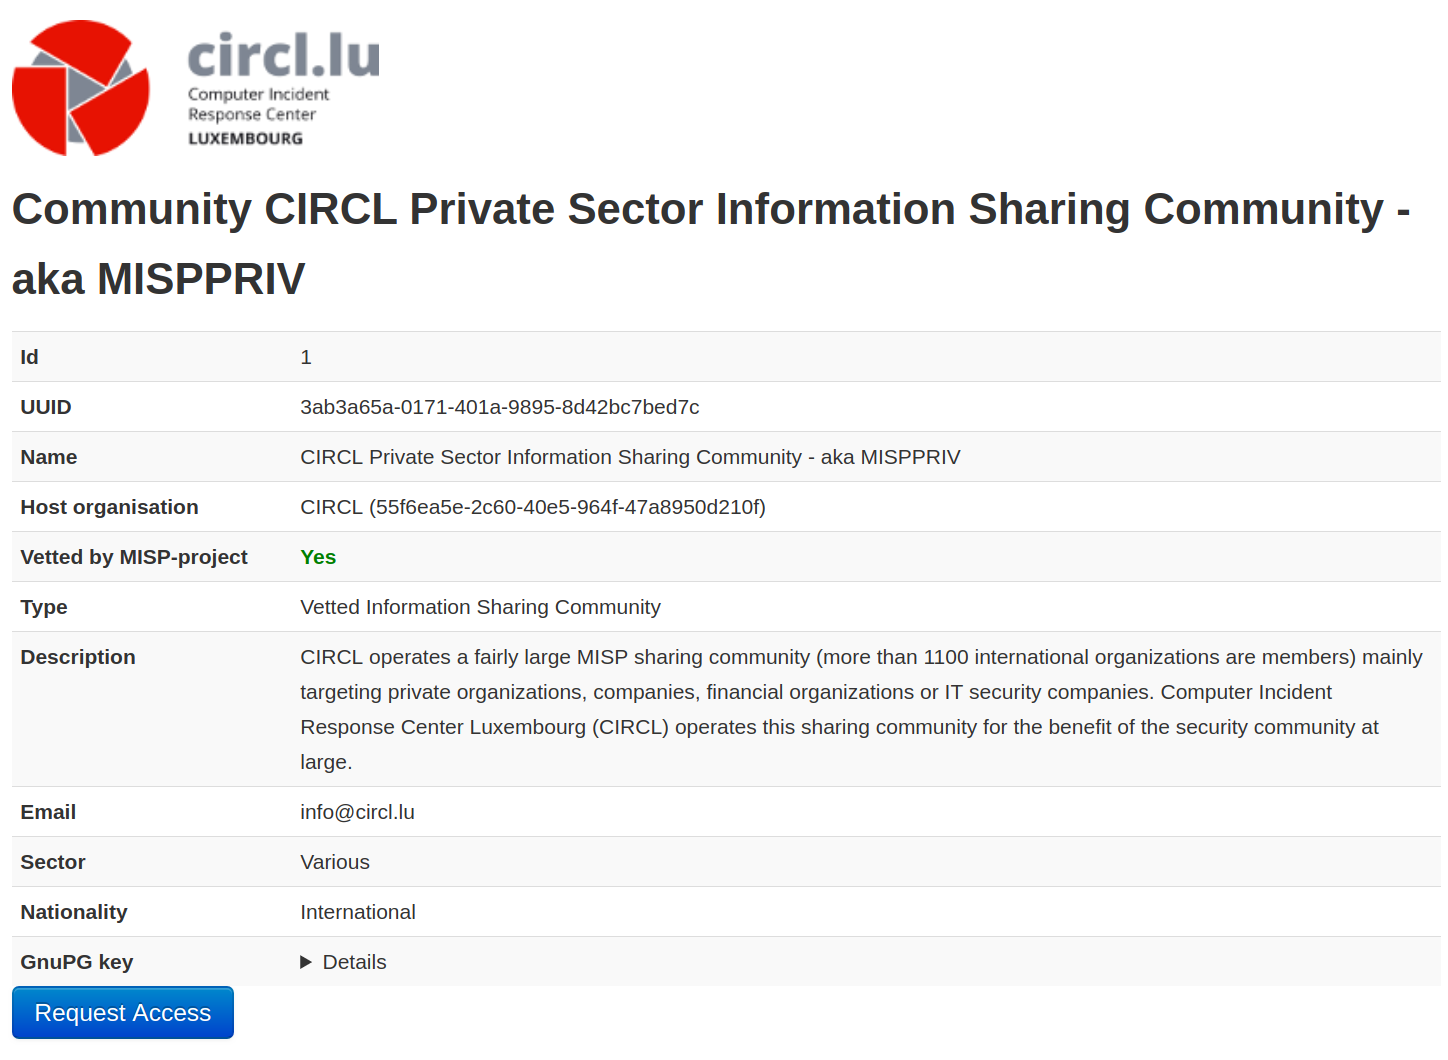 circl.lu
Computer Incident
Response Center
LUXEMBOURG
Community CIRCL Private Sector Information Sharing Community -
aka MISPPRIV
Id 1
UUID 3ab3a65a-0171-401a-9895-8d42bc7bed7c
Name CIRCL Private Sector Information Sharing Community - aka MISPPRIV
Host organisation CIRCL (55f6ea5e-2c60-40e5-964f-47a8950d210f)
Vetted by MISP-project Yes
Type Vetted Information Sharing Community
Description CIRCL operates a fairly large MISP sharing community (more than 1100 international organizations are members) mainly
targeting private organizations, companies, financial organizations or IT security companies. Computer Incident
Response Center Luxembourg (CIRCL) operates this sharing community for the benefit of the security community at
large.
Email info@circl.lu
Sector Various
Nationality International
GnuPG key ▶ Details
Request Access